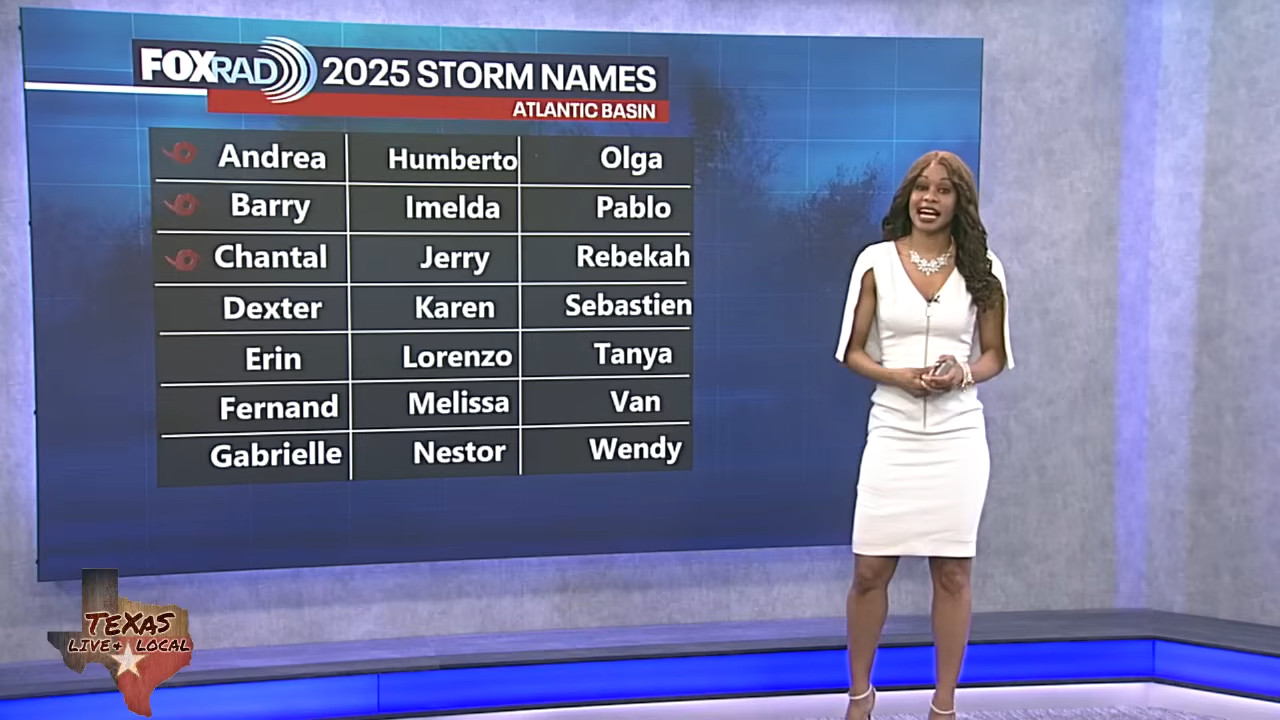 FOXRAD 2025 STORM NAMES
ATLANTIC BASIN
Andrea Humberto Olga
Barry Imelda Pablo
Chantal Jerry Rebekah
Dexter Karen Sebastien
Erin Lorenzo Tanya
Fernand Melissa Van
Gabrielle Nestor Wendy
TEXAS
LIVE+ LOCAL